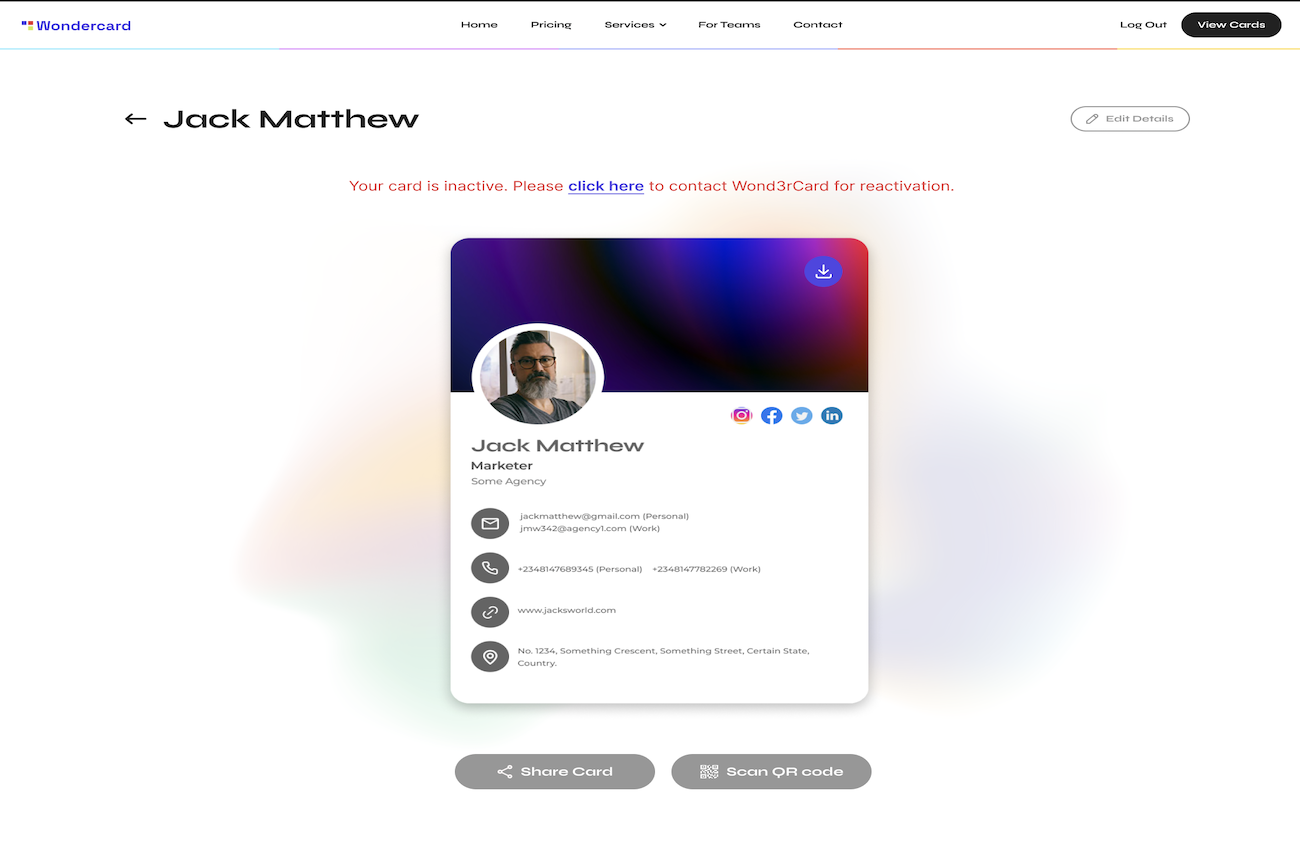 Wondercard
Home Pricing Services For Teams Contact
Log Out View Cards
Jack Matthew
Edit Details
Your card is inactive. Please click here to contact Wond3rCard for reactivation.
Jack Matthew
Marketer
Some Agency
jackmatthew@gmail.com (Personal)
jmw342@agency1.com (Work)
+2348147689345 (Personal) +2348147782269 (Work)
www.jacksworld.com
No. 1234, Something Crescent, Something Street, Certain State,
Country.
Share Card
Scan QR code